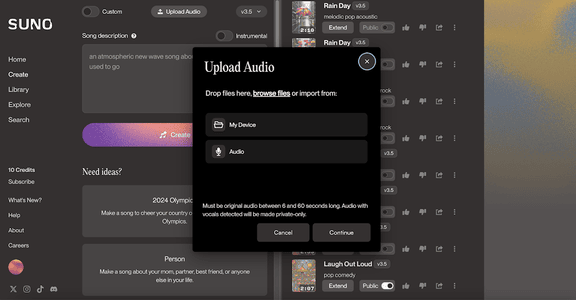 SUNO
Home
Create
Library
Explore
Search
10 Credits
Subscribe
What's New?
Help
About
Careers
Custom
Upload Audio
v3.5
Song description
Instrumental
an atmospheric new wave song abou
used to go
Create
Need ideas?
2024 Olympic
Make a song to cheer your country o
Olympics.
Person
Make a song about your mom, partner, best friend, or anyone
else in your life.
Upload Audio
Drop files here, browse files or import from:
My Device
Audio
Must be original audio between 6 and 60 seconds long. Audio with
vocals detected will be made private-only.
Cancel
Continue
Rain Day v3.5
melodic pop acoustic
2:10
Extend
Public
Rain Day v3.5
rock
rock
v3.5
v3.5
Laugh Out Loud v3.5
pop comedy
2:07
Extend
Public